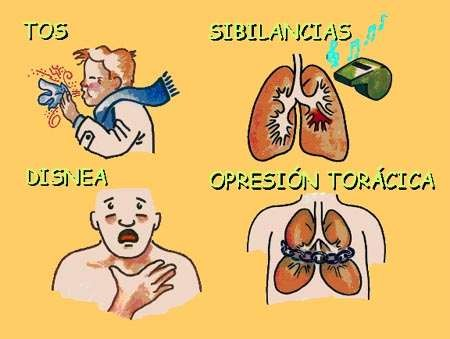 TOS
SIBILANCIAS
DISNEA
OPRESIÓN TORÁCICA